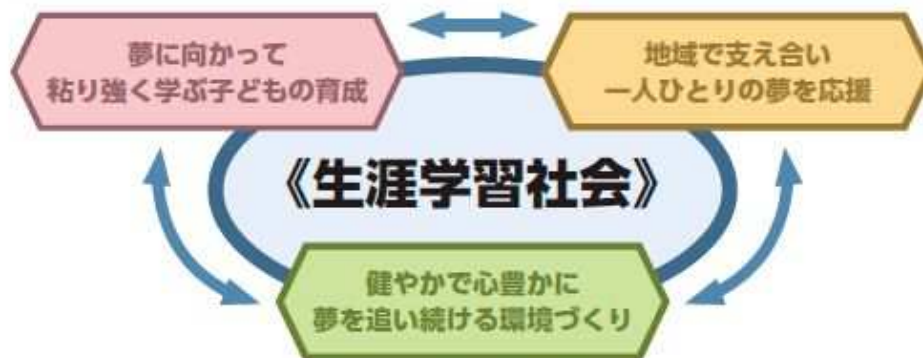 夢に向かって
粘り強く学ぶ子どもの育成
地域で支え合い
一人ひとりの夢を応援
《生涯学習社会》
健やかで心豊かに
夢を追い続ける環境づくり